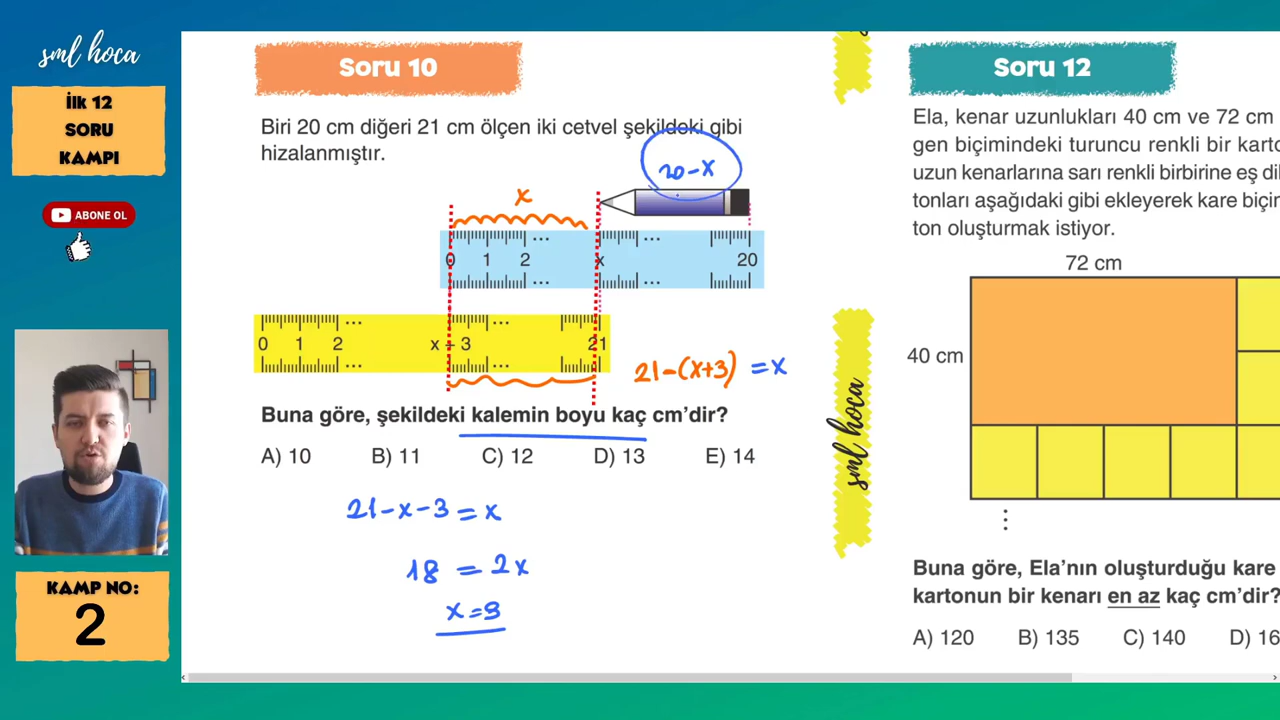 sml hoca
İlk 12
SORU
KAMPI
ABONE OL
KAMP NO:
2
Soru 10
Biri 20 cm diğeri 21 cm ölçen iki cetvel şekildeki gibi
hizalanmıştır.
20-x
x
0 1 2 ... x ... 20
...
0 1 2 ... x + 3 ... 21
21-(x+3) = x
Buna göre, şekildeki kalemin boyu kaç cm'dir?
A) 10 B) 11 C) 12 D) 13 E) 14
21-x-3 = x
18 = 2x
x=9
sml hoca
Soru 12
Ela, kenar uzunlukları 40 cm ve 72 cm
gen biçimindeki turuncu renkli bir karto
uzun kenarlarına sarı renkli birbirine eş di
tonları aşağıdaki gibi ekleyerek kare biçin
ton oluşturmak istiyor.
72 cm
40 cm
Buna göre, Ela'nın oluşturduğu kare
kartonun bir kenarı en az kaç cm'dir?
A) 120 B) 135 C) 140 D) 16